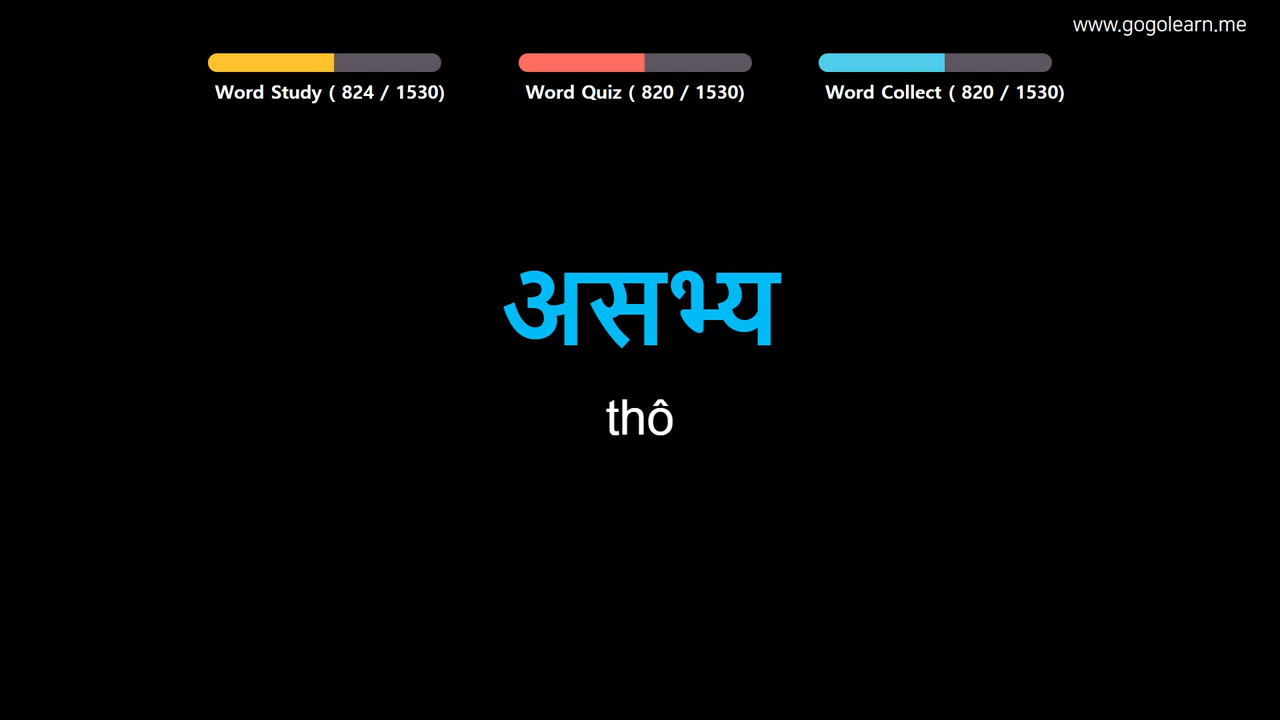 www.gogolearn.me
Word Study ( 824 / 1530)
Word Quiz ( 820 / 1530)
Word Collect ( 820 / 1530)
असभ्य
thô